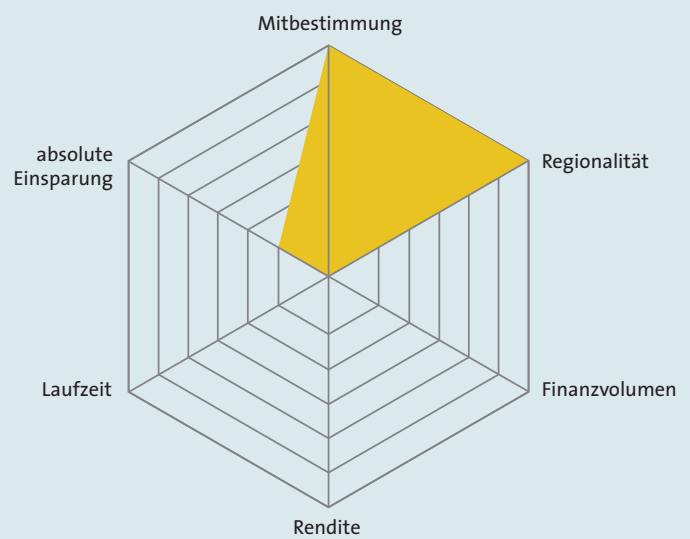 Mitbestimmung
absolute
Einsparung
Regionalität
Laufzeit
Finanzvolumen
Rendite